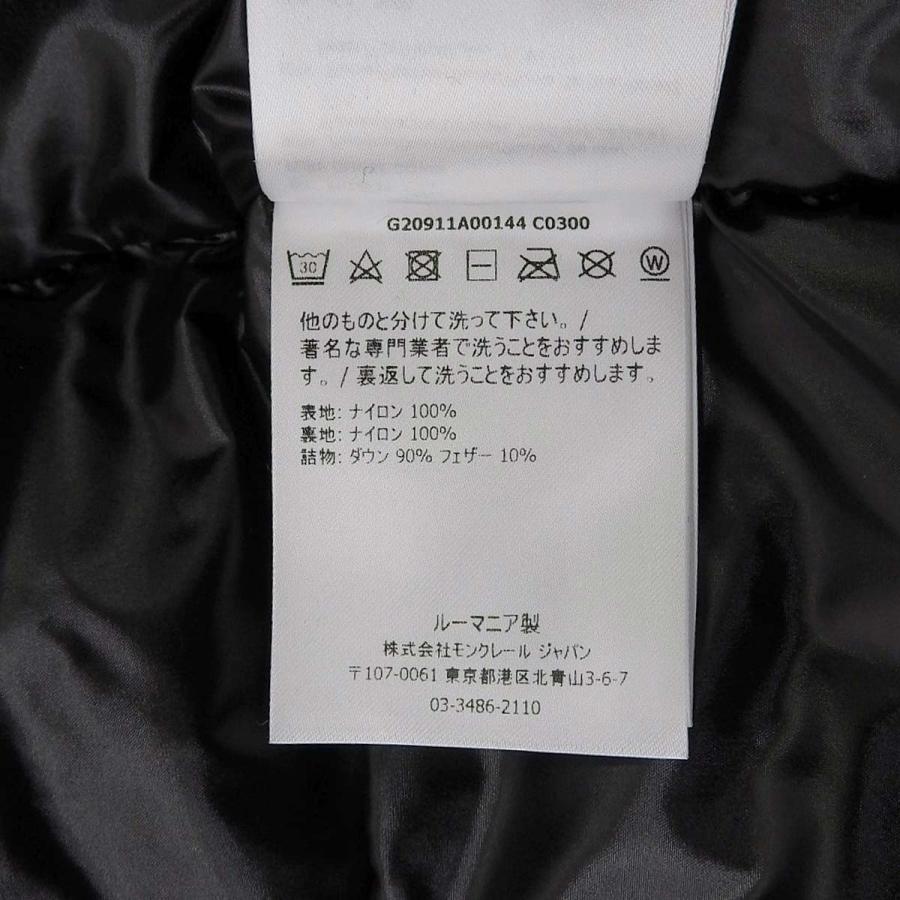 G20911A00144 C0300
30 W
他のものと分けて洗って下さい。/
著名な専門業者で洗うことをおすすめしま
す。/ 裏返して洗うことをおすすめします。
表地: ナイロン 100%
裏地: ナイロン 100%
詰物: ダウン 90% フェザー 10%
ルーマニア製
株式会社モンクレール ジャパン
〒107-0061 東京都港区北青山3-6-7
03-3486-2110